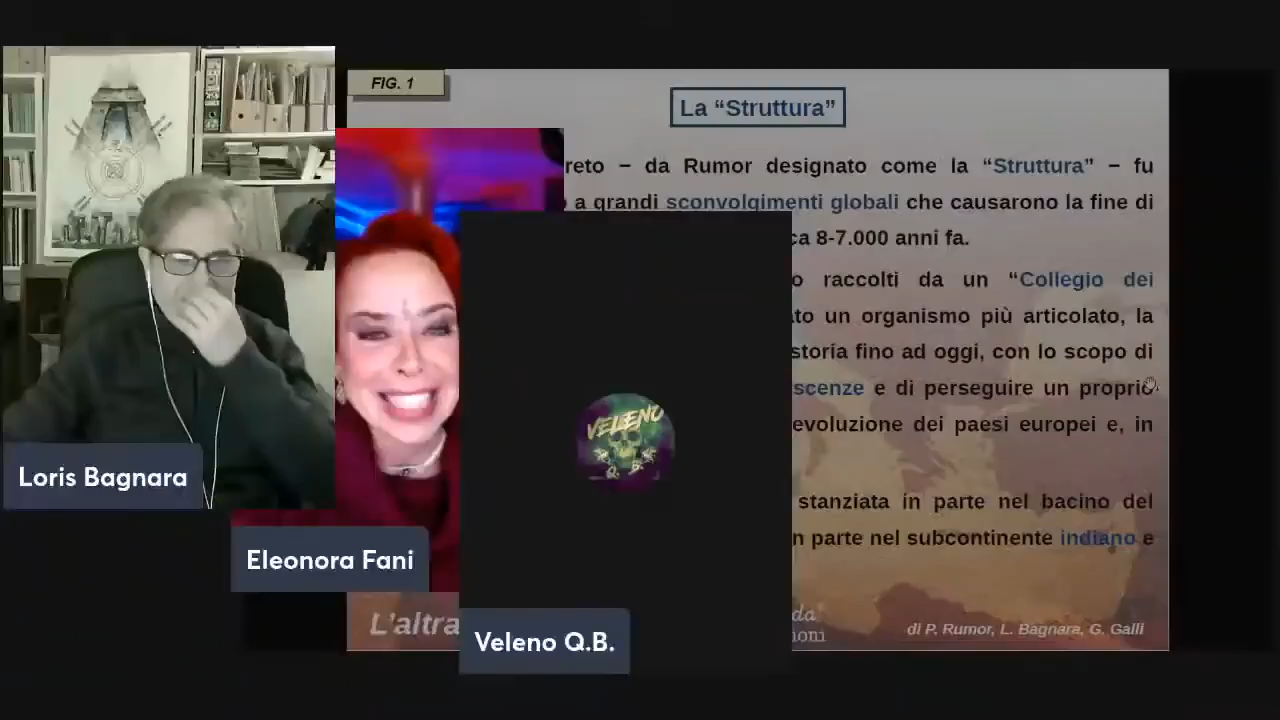 FIG. 1
La “Struttura”
reto – da Rumor designato come la “Struttura” – fu
o a grandi sconvolgimenti globali che causarono la fine di
ca 8-7.000 anni fa.
o raccolti da un “Collegio dei
to un organismo più articolato, la
storia fino ad oggi, con lo scopo di
scenze e di perseguire un proprio
evoluzione dei paesi europei e, in
stanziata in parte nel bacino del
n parte nel subcontinente indiano e
VELENO
Q B
Loris Bagnara
Eleonora Fani
Veleno Q.B.
L’altra
da
noni
di P. Rumor, L. Bagnara, G. Galli